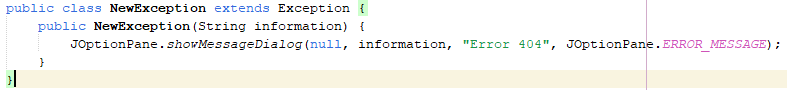 public class NewException extends Exception {
    public NewException(String information) {
        JOptionPane.showMessageDialog(null, information, "Error 404", JOptionPane.ERROR_MESSAGE);
    }
}